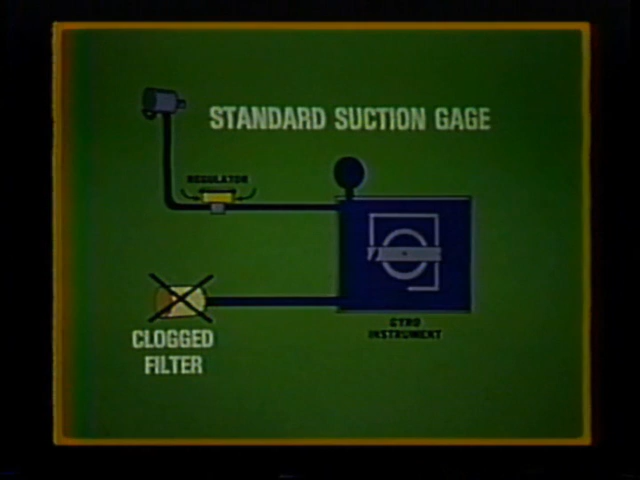 STANDARD SUCTION GAGE
REGULATOR
CLOGGED
FILTER
GYRO
INSTRUMENT